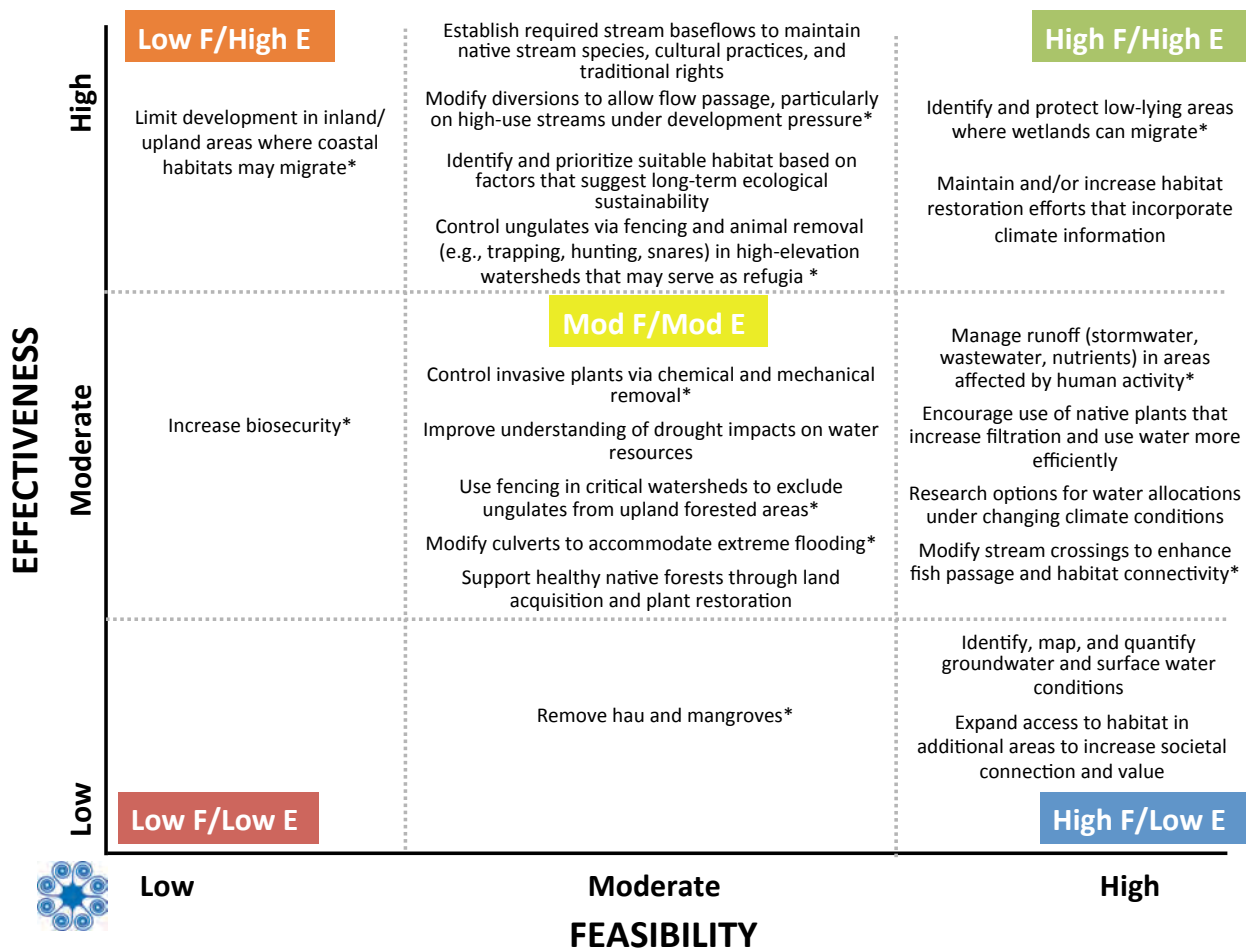 Low F/High E
Establish required stream baseflows to maintain
native stream species, cultural practices, and
traditional rights
Modify diversions to allow flow passage, particularly
on high-use streams under development pressure*
Identify and prioritize suitable habitat based on
factors that suggest long-term ecological
sustainability
Control ungulates via fencing and animal removal
(e.g., trapping, hunting, snares) in high-elevation
watersheds that may serve as refugia *
High F/High E
High
Limit development in inland/
upland areas where coastal
habitats may migrate*
Identify and protect low-lying areas
where wetlands can migrate*
Maintain and/or increase habitat
restoration efforts that incorporate
climate information
EFFECTIVENESS
Moderate
Increase biosecurity*
Mod F/Mod E
Control invasive plants via chemical and mechanical
removal*
Improve understanding of drought impacts on water
resources
Use fencing in critical watersheds to exclude
ungulates from upland forested areas*
Modify culverts to accommodate extreme flooding*
Support healthy native forests through land
acquisition and plant restoration
Manage runoff (stormwater,
wastewater, nutrients) in areas
affected by human activity*
Encourage use of native plants that
increase filtration and use water more
efficiently
Research options for water allocations
under changing climate conditions
Modify stream crossings to enhance
fish passage and habitat connectivity*
Low
Low F/Low E
Remove hau and mangroves*
Identify, map, and quantify
groundwater and surface water
conditions
Expand access to habitat in
additional areas to increase societal
connection and value
High F/Low E
Low
Moderate
High
FEASIBILITY